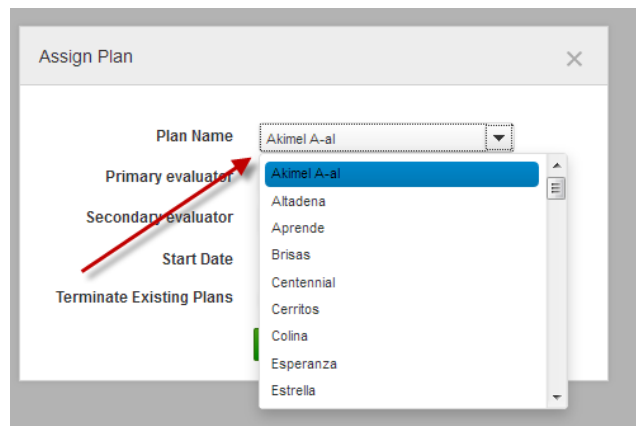 Assign Plan
Plan Name
Akimel A-al
Primary evaluator
Akimel A-al
Altadena
Secondary evaluator
Aprende
Brisas
Start Date
Centennial
Terminate Existing Plans
Cerritos
Colina
Esperanza
Estrella